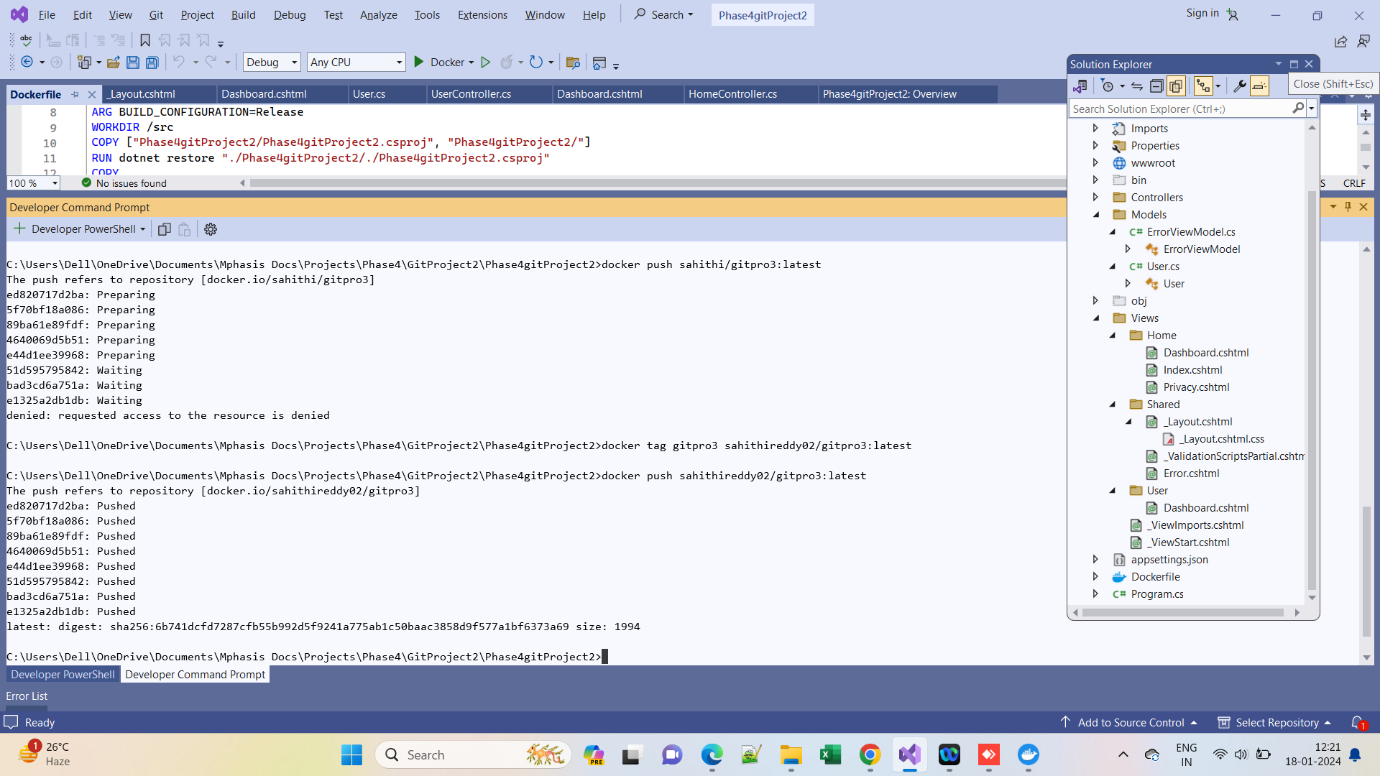 File Edit View Git Project Build Debug Test Analyze Tools Extensions Window Help Search Phase4gitProject2 Sign in
abc
Debug Any CPU Docker
Dockerfile _Layout.cshtml Dashboard.cshtml User.cs UserController.cs Dashboard.cshtml HomeController.cs Phase4gitProject2: Overview
8 ARG BUILD_CONFIGURATION=Release
9 WORKDIR /src
10 COPY ["Phase4gitProject2/Phase4gitProject2.csproj", "Phase4gitProject2/"]
11 RUN dotnet restore "./Phase4gitProject2/./Phase4gitProject2.csproj"
12 COPY
100 % No issues found S CRLF
Developer Command Prompt
Developer PowerShell
C:\Users\Dell\OneDrive\Documents\Mphasis Docs\Projects\Phase4\GitProject2\Phase4gitProject2>docker push sahithi/gitpro3:latest
The push refers to repository [docker.io/sahithi/gitpro3]
ed820717d2ba: Preparing
5f70bf18a086: Preparing
89ba61e89fdf: Preparing
4640069d5b51: Preparing
e44d1ee39968: Preparing
51d595795842: Waiting
bad3cd6a751a: Waiting
e1325a2db1db: Waiting
denied: requested access to the resource is denied
C:\Users\Dell\OneDrive\Documents\Mphasis Docs\Projects\Phase4\GitProject2\Phase4gitProject2>docker tag gitpro3 sahithireddy02/gitpro3:latest
C:\Users\Dell\OneDrive\Documents\Mphasis Docs\Projects\Phase4\GitProject2\Phase4gitProject2>docker push sahithireddy02/gitpro3:latest
The push refers to repository [docker.io/sahithireddy02/gitpro3]
ed820717d2ba: Pushed
5f70bf18a086: Pushed
89ba61e89fdf: Pushed
4640069d5b51: Pushed
e44d1ee39968: Pushed
51d595795842: Pushed
bad3cd6a751a: Pushed
e1325a2db1db: Pushed
latest: digest: sha256:6b741dcfd7287cfb55b992d5f9241a775ab1c50baac3858d9f577a1bf6373a69 size: 1994
C:\Users\Dell\OneDrive\Documents\Mphasis Docs\Projects\Phase4\GitProject2\Phase4gitProject2>
Developer PowerShell Developer Command Prompt
Error List
Solution Explorer
Close (Shift+Esc)
Search Solution Explorer (Ctrl+;)
Imports
Properties
wwwroot
bin
Controllers
Models
C# ErrorViewModel.cs
ErrorViewModel
C# User.cs
User
obj
Views
Home
Dashboard.cshtml
Index.cshtml
Privacy.cshtml
Shared
_Layout.cshtml
_Layout.cshtml.css
_ValidationScriptsPartial.cshtm
Error.cshtml
User
Dashboard.cshtml
_ViewImports.cshtml
_ViewStart.cshtml
appsettings.json
Dockerfile
C# Program.cs
Ready Add to Source Control Select Repository 1
1 26°C
Haze
Search
PRE
ENG
IN
12:21
18-01-2024